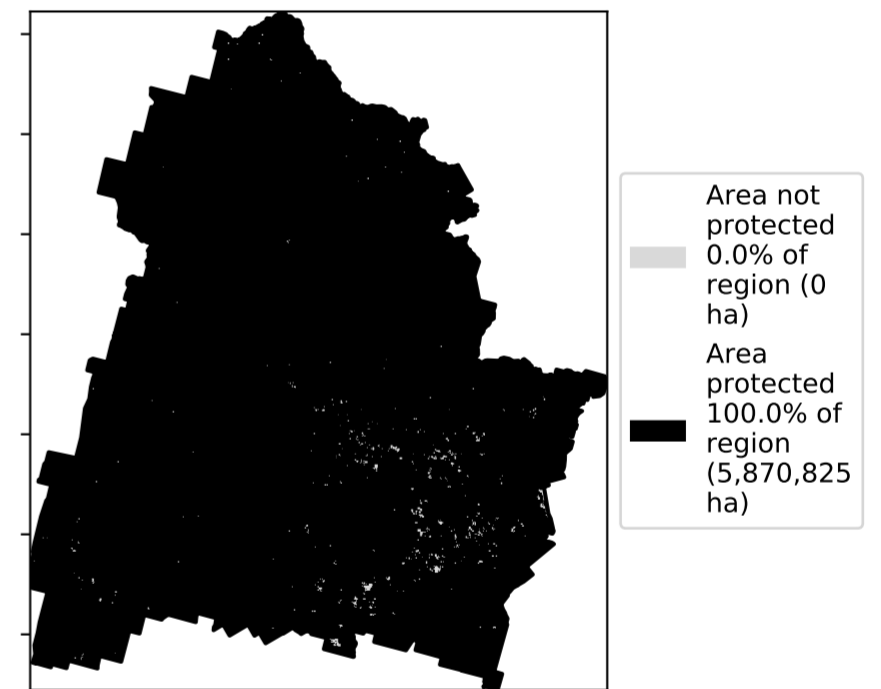 Area not
protected
0.0% of
region (0
ha)
Area
protected
100.0% of
region
(5,870,825
ha)